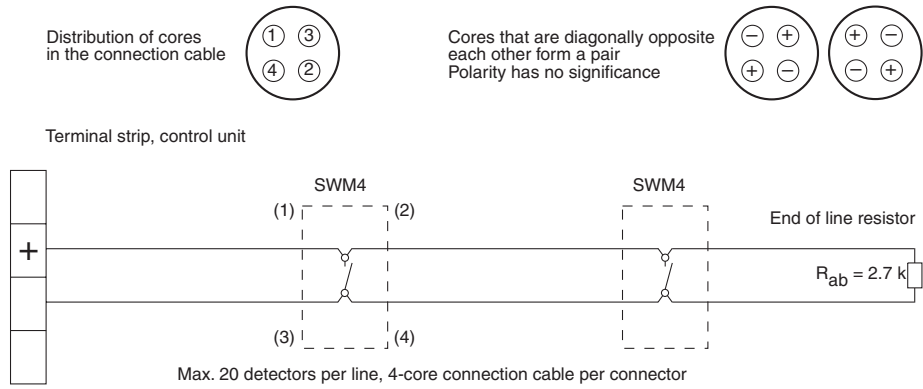 Distribution of cores
in the connection cable
1 3
4 2
Cores that are diagonally opposite
each other form a pair
Polarity has no significance
− +
+ −
+ −
− +
Terminal strip, control unit
SWM4
SWM4
(1)
(2)
End of line resistor
+
Rab = 2.7 k
(3)
(4)
Max. 20 detectors per line, 4-core connection cable per connector